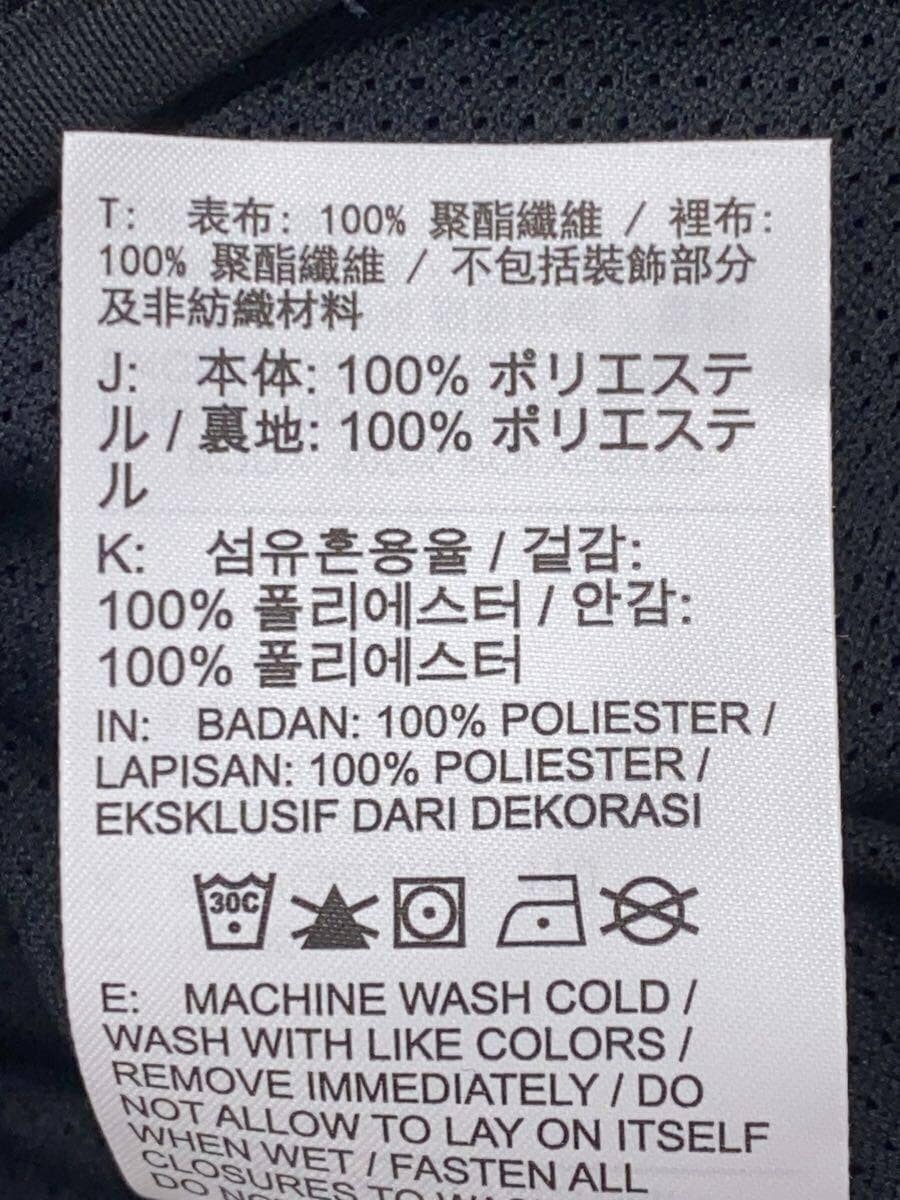 T: 表布: 100% 聚酯纖維 / 裡布:
100% 聚酯纖維 / 不包括裝飾部分
及非紡織材料
J: 本体: 100% ポリエステ
ル / 裏地: 100% ポリエステ
ル
K: 섬유혼용율 / 겉감:
100% 폴리에스터 / 안감:
100% 폴리에스터
IN: BADAN: 100% POLIESTER /
LAPISAN: 100% POLIESTER /
EKSKLUSIF DARI DEKORASI
30C
E: MACHINE WASH COLD /
WASH WITH LIKE COLORS /
REMOVE IMMEDIATELY / DO
NOT ALLOW TO LAY ON ITSELF
WHEN WET / FASTEN ALL
CLOSURES TO
DO